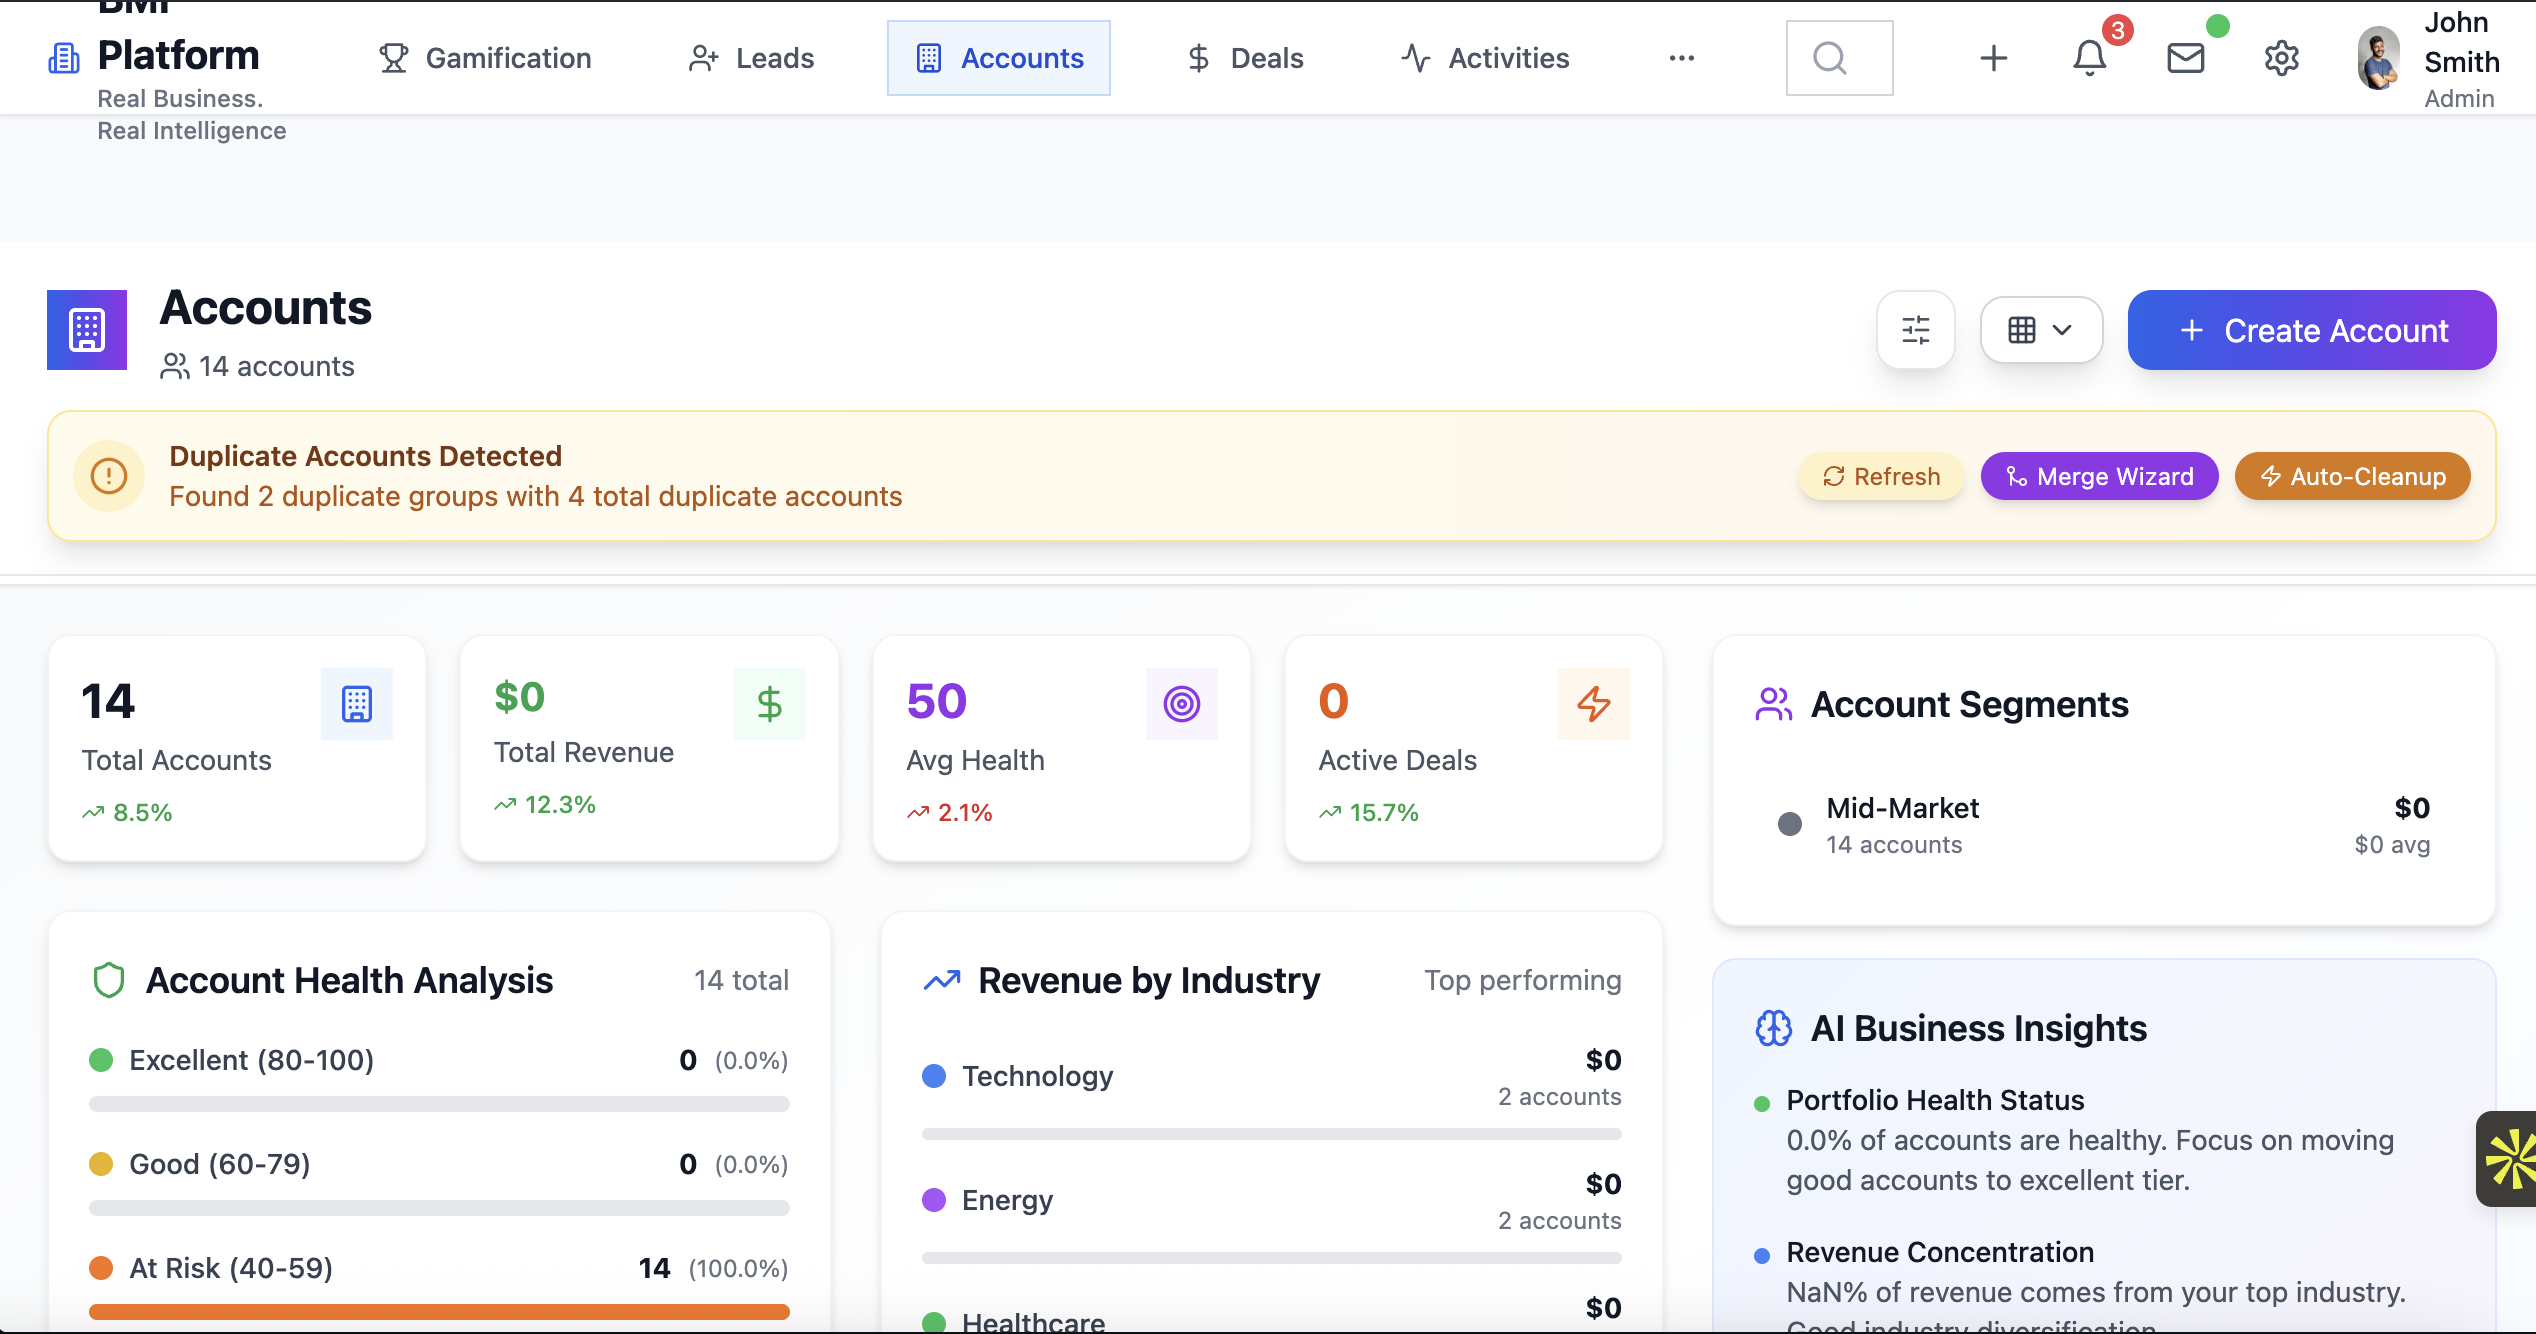 BMI
Platform
Real Business.
Real Intelligence
Gamification
Leads
Accounts
Deals
Activities
3
John
Smith
Admin
Accounts
14 accounts
Create Account
Duplicate Accounts Detected
Found 2 duplicate groups with 4 total duplicate accounts
Refresh
Merge Wizard
Auto-Cleanup
14
Total Accounts
8.5%
$0
Total Revenue
12.3%
50
Avg Health
2.1%
0
Active Deals
15.7%
Account Segments
Mid-Market
14 accounts
$0
$0 avg
Account Health Analysis
14 total
Excellent (80-100)
0 (0.0%)
Good (60-79)
0 (0.0%)
At Risk (40-59)
14 (100.0%)
Revenue by Industry
Top performing
Technology
$0
2 accounts
Energy
$0
2 accounts
Healthcare
$0
AI Business Insights
Portfolio Health Status
0.0% of accounts are healthy. Focus on moving
good accounts to excellent tier.
Revenue Concentration
NaN% of revenue comes from your top industry.
Good industry diversification